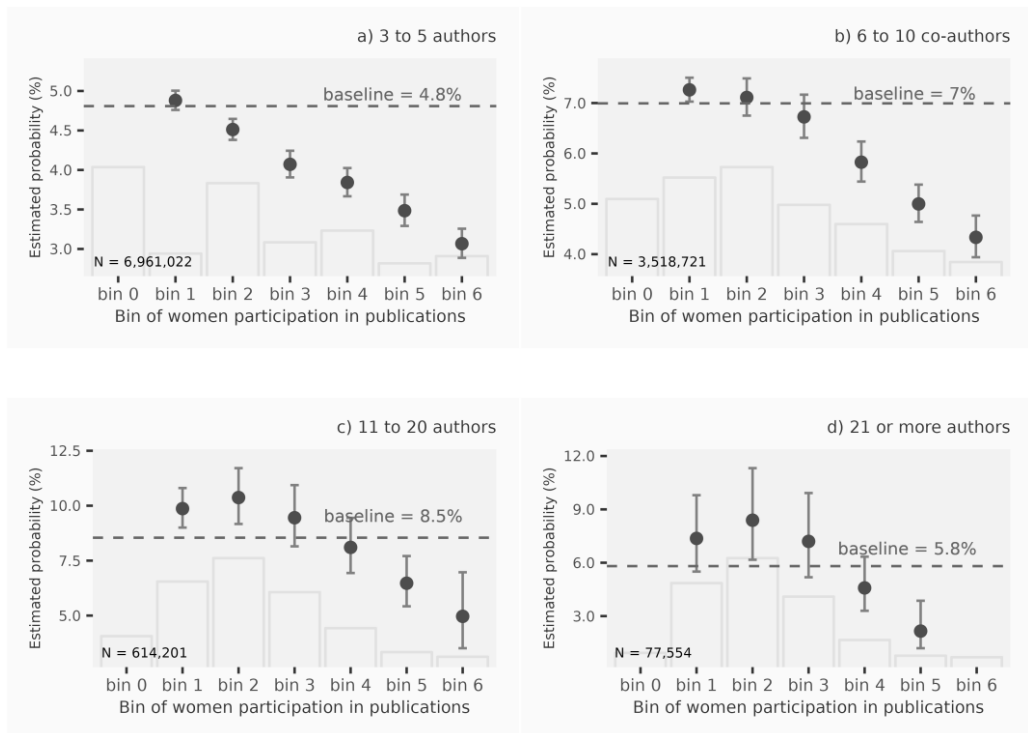 a) 3 to 5 authors
Estimated probability (%)
5.0
4.5
4.0
3.5
3.0
baseline = 4.8%
N = 6,961,022
bin 0 bin 1 bin 2 bin 3 bin 4 bin 5 bin 6
Bin of women participation in publications
b) 6 to 10 co-authors
Estimated probability (%)
7.0
6.0
5.0
4.0
baseline = 7%
N = 3,518,721
bin 0 bin 1 bin 2 bin 3 bin 4 bin 5 bin 6
Bin of women participation in publications
c) 11 to 20 authors
Estimated probability (%)
12.5
10.0
7.5
5.0
baseline = 8.5%
N = 614,201
bin 0 bin 1 bin 2 bin 3 bin 4 bin 5 bin 6
Bin of women participation in publications
d) 21 or more authors
Estimated probability (%)
12.0
9.0
6.0
3.0
baseline = 5.8%
N = 77,554
bin 0 bin 1 bin 2 bin 3 bin 4 bin 5 bin 6
Bin of women participation in publications